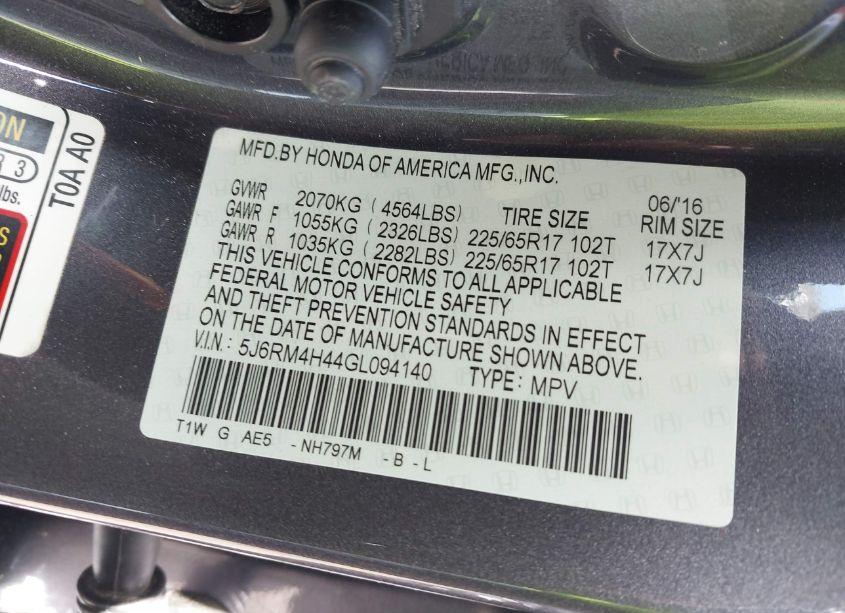 ON
R 3
lbs.
S
T0A A0
MFD.BY HONDA OF AMERICA MFG.,INC.
06/'16
GVWR 2070KG (4564LBS) TIRE SIZE RIM SIZE
GAWR F 1055KG (2326LBS) 225/65R17 102T 17X7J
GAWR R 1035KG (2282LBS) 225/65R17 102T 17X7J
THIS VEHICLE CONFORMS TO ALL APPLICABLE
FEDERAL MOTOR VEHICLE SAFETY
AND THEFT PREVENTION STANDARDS IN EFFECT
ON THE DATE OF MANUFACTURE SHOWN ABOVE.
V.I.N.: 5J6RM4H44GL094140 TYPE: MPV
T1W G AE5 -NH797M -B-L